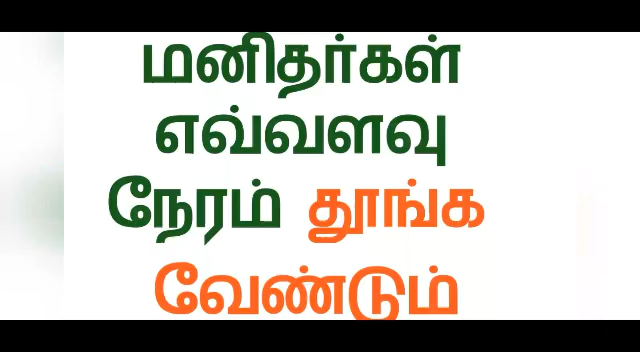 மனிதர்கள்
எவ்வளவு
நேரம் தூங்க
வேண்டும்